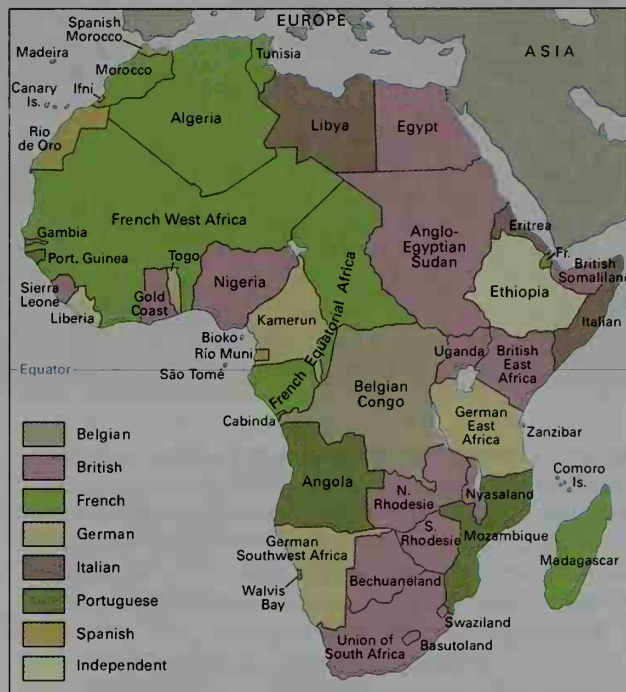 EUROPE
ASIA
Spanish
Morocco
Madeira
Morocco
Tunisia
Canary
Is.
Ifni
Algeria
Libya
Egypt
Rio
de Oro
French West Africa
Gambia
Port. Guinea
Togo
Sierra
Leone
Liberia
Gold
Coast
Nigeria
Kamerun
French Equatorial Africa
Anglo-
Egyptian
Sudan
Eritrea
Fr.
British
Somaliland
Ethiopia
Italian
Bioko
Río Muni
São Tomé
Equator
Uganda
British
East
Africa
Belgian
Congo
German
East
Africa
Zanzibar
Cabinda
Comoro
Is.
Angola
N.
Rhodesie
Nyasaland
S.
Rhodesie
Mozambique
Madagascar
German
Southwest Africa
Walvis
Bay
Bechuaneland
Swaziland
Basutoland
Union of
South Africa
Belgian
British
French
German
Italian
Portuguese
Spanish
Independent